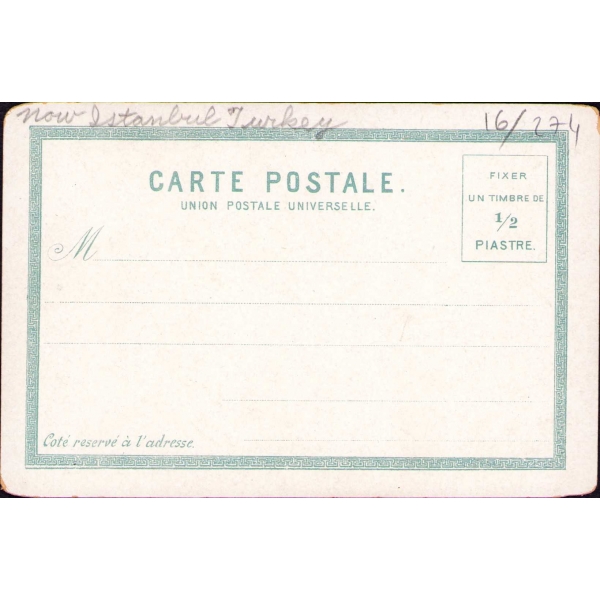 now Istanbul Turkey
16/274
CARTE POSTALE.
UNION POSTALE UNIVERSELLE.
FIXER
UN TIMBRE DE
1/2
PIASTRE.
M
Coté reservé à l'adresse.